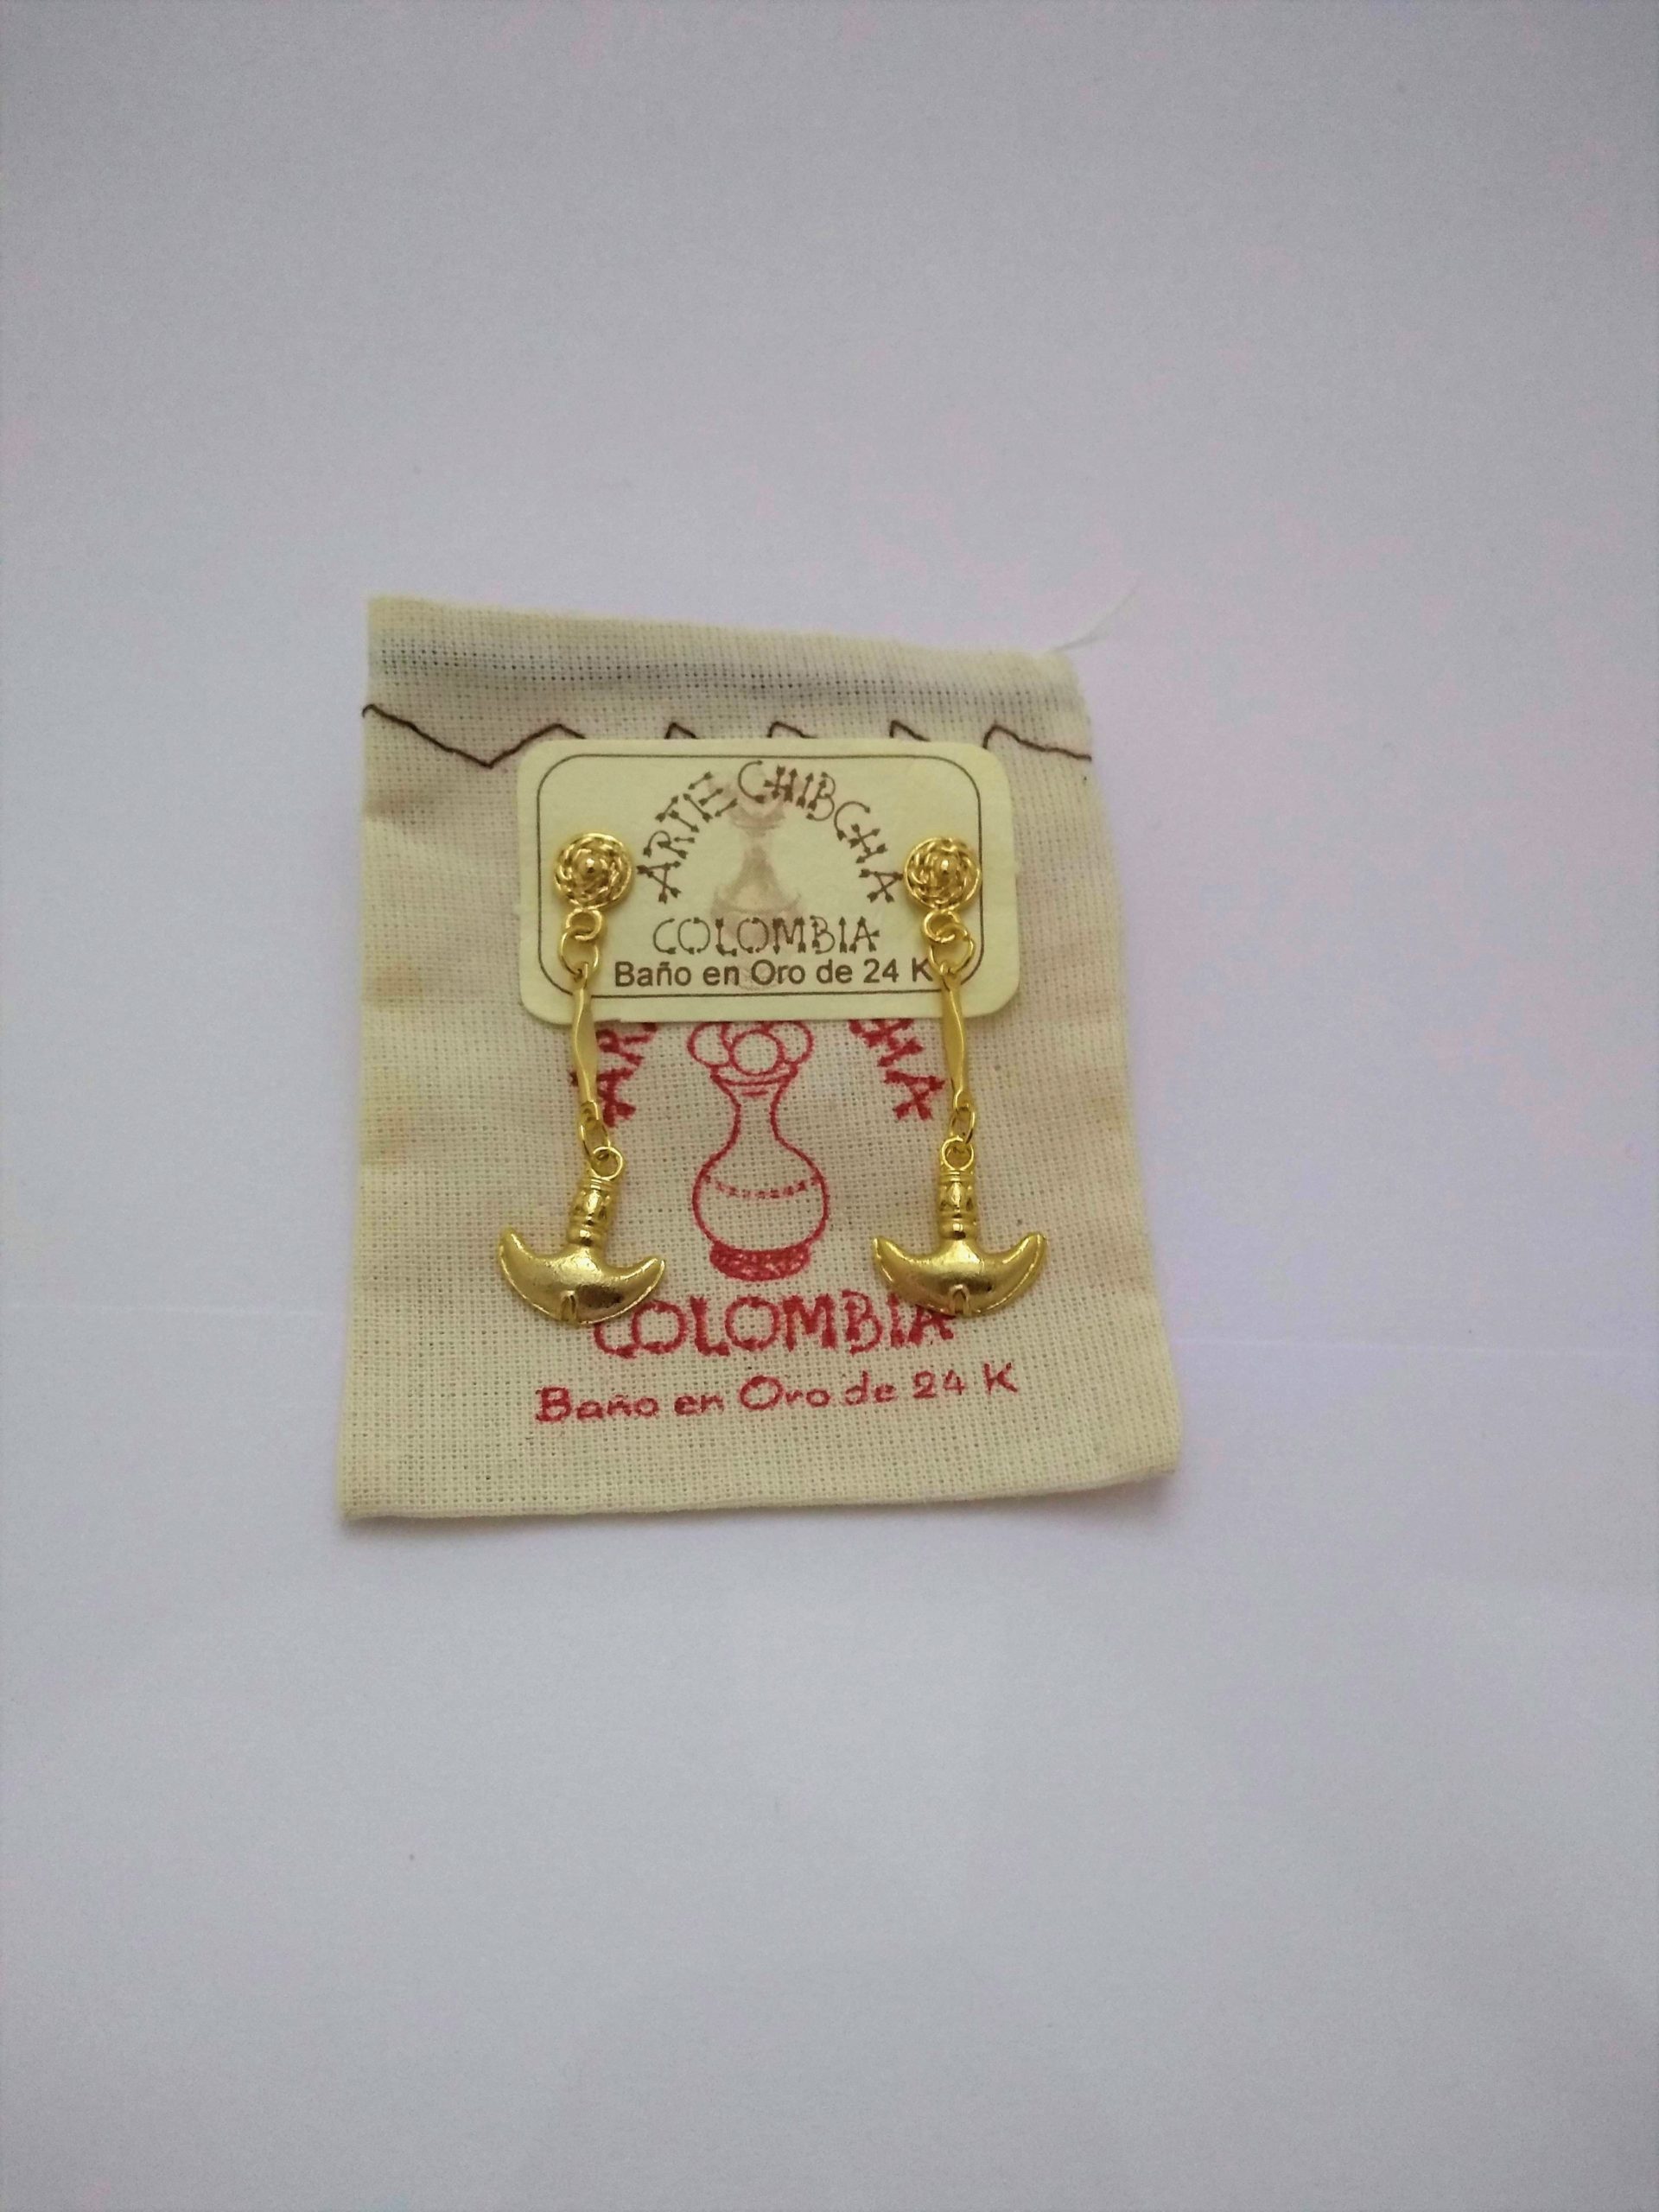 ARTE CHIBCHA
COLOMBIA
Baño en Oro de 24 K
COLOMBIA
Baño en Oro de 24 K